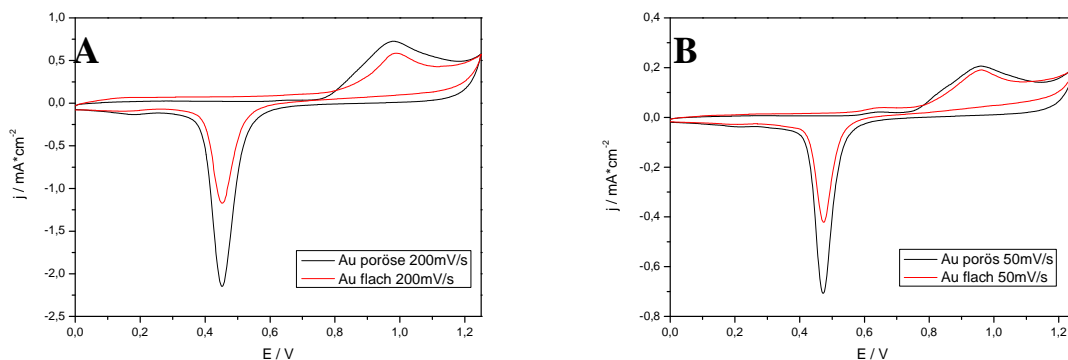 A
1,0
0,5
0,0
-0,5
-1,0
-1,5
-2,0
-2,5
0,0 0,2 0,4 0,6 0,8 1,0 1,2
j / mA*cm-2
E / V
Au poröse 200mV/s
Au flach 200mV/s
B
0,4
0,2
0,0
-0,2
-0,4
-0,6
-0,8
0,0 0,2 0,4 0,6 0,8 1,0 1,2
j / mA*cm-2
E / V
Au porös 50mV/s
Au flach 50mV/s